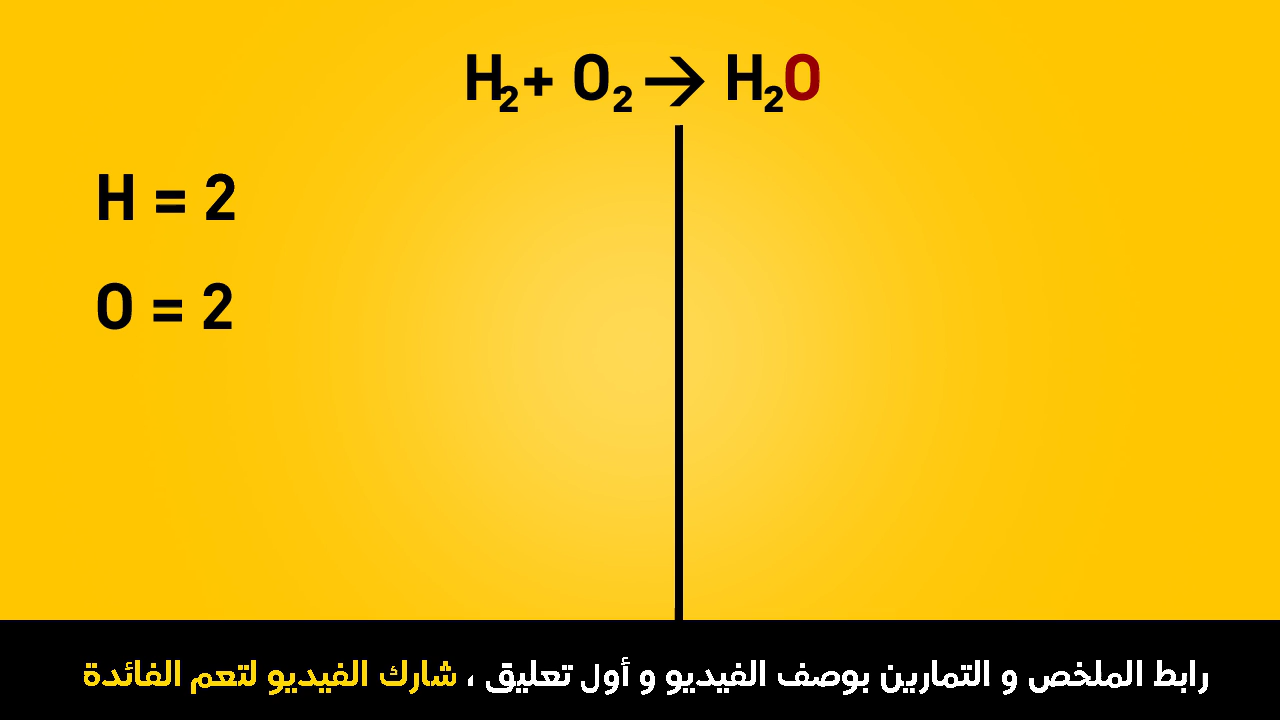 H₂ + O₂ → H₂O
H = 2
O = 2
رابط الملخص و التمارين بوصف الفيديو و أول تعليق ، شارك الفيديو لتعم الفائدة